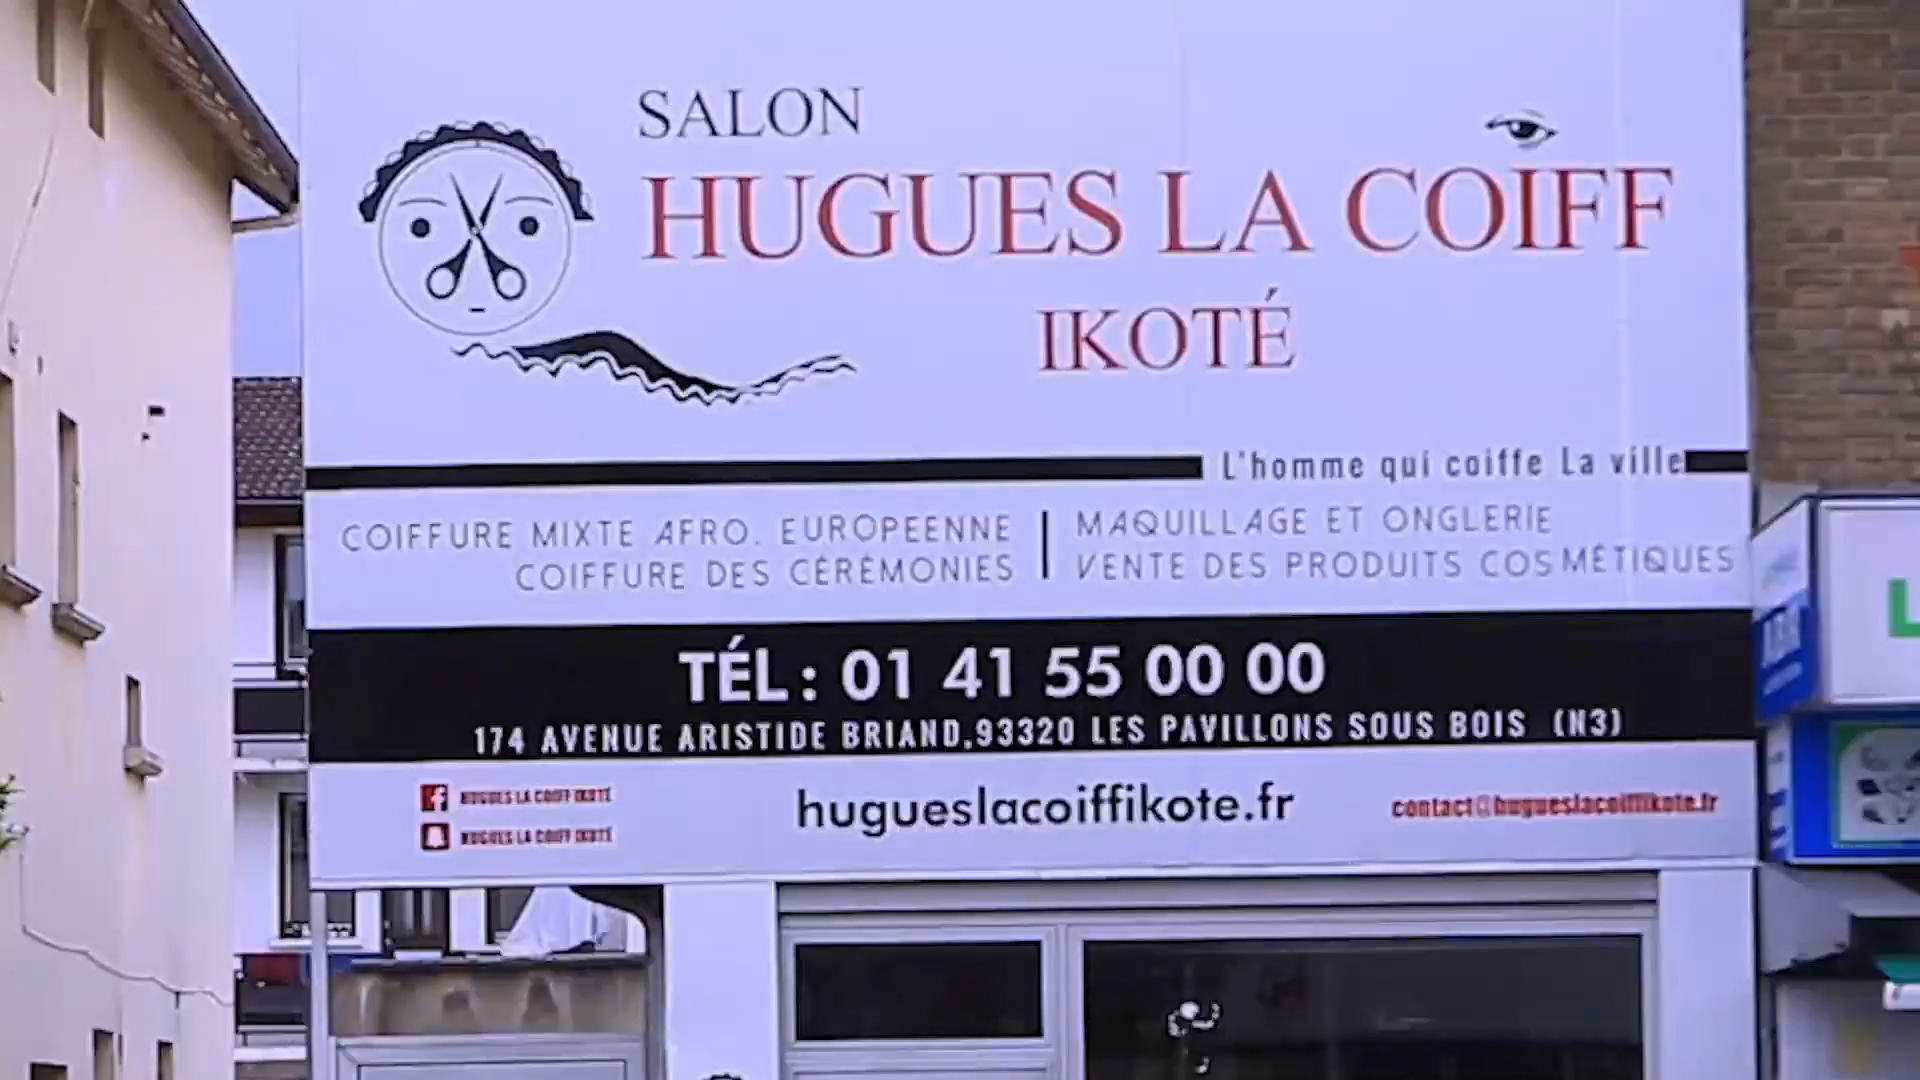 SALON
HUGUES LA COIFF
IKOTÉ
L'homme qui coiffe La ville
COIFFURE MIXTE AFRO. EUROPEENNE
COIFFURE DES CÉRÉMONIES
MAQUILLAGE ET ONGLERIE
VENTE DES PRODUITS COSMÉTIQUES
TÉL : 01 41 55 00 00
174 AVENUE ARISTIDE BRIAND.93320 LES PAVILLONS SOUS BOIS (N3)
HUGUES LA COIFF IKOTÉ
HUGUES LA COIFF IKOTÉ
hugueslacoiffikote.fr
contact@hugueslacoiffikote.fr